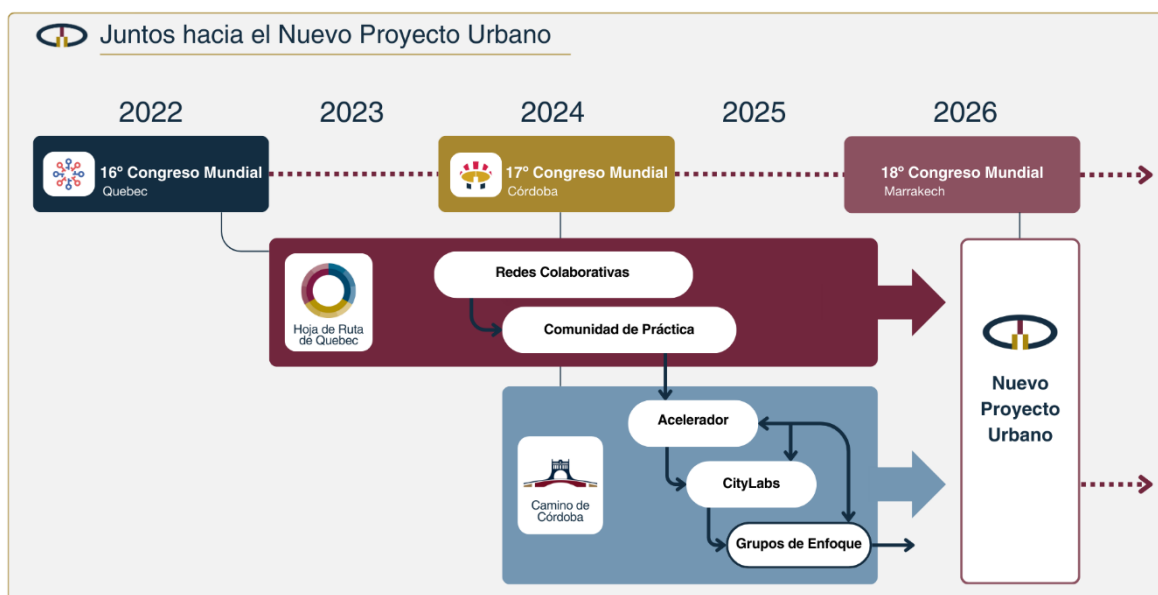 Juntos hacia el Nuevo Proyecto Urbano
2022
2023
2024
2025
2026
16º Congreso Mundial
Quebec
17º Congreso Mundial
Córdoba
18º Congreso Mundial
Marrakech
Hoja de Ruta
de Quebec
Redes Colaborativas
Comunidad de Práctica
Camino de
Córdoba
Acelerador
CityLabs
Grupos de Enfoque
Nuevo
Proyecto
Urbano